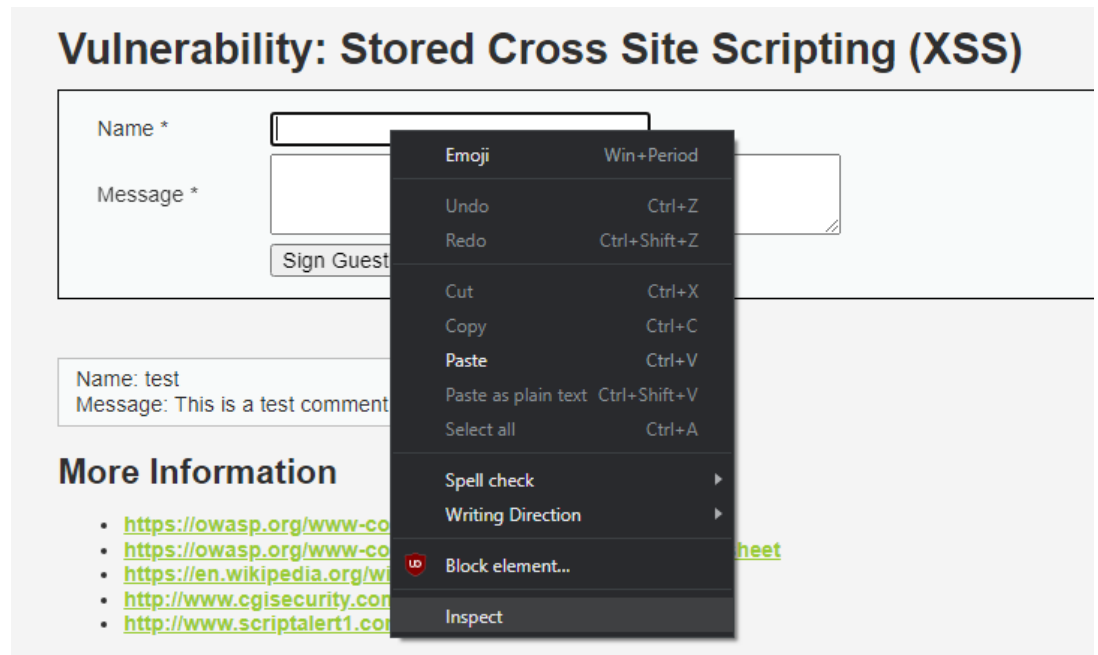 Vulnerability: Stored Cross Site Scripting (XSS)
Name *
Message *
Sign Guest
Emoji Win+Period
Undo Ctrl+Z
Redo Ctrl+Shift+Z
Cut Ctrl+X
Copy Ctrl+C
Paste Ctrl+V
Paste as plain text Ctrl+Shift+V
Select all Ctrl+A
Spell check
Writing Direction
Block element...
Inspect
Name: test
Message: This is a test comment
More Information
https://owasp.org/www-co
https://owasp.org/www-co heet
https://en.wikipedia.org/wi
http://www.cgisecurity.con
http://www.scriptalert1.co